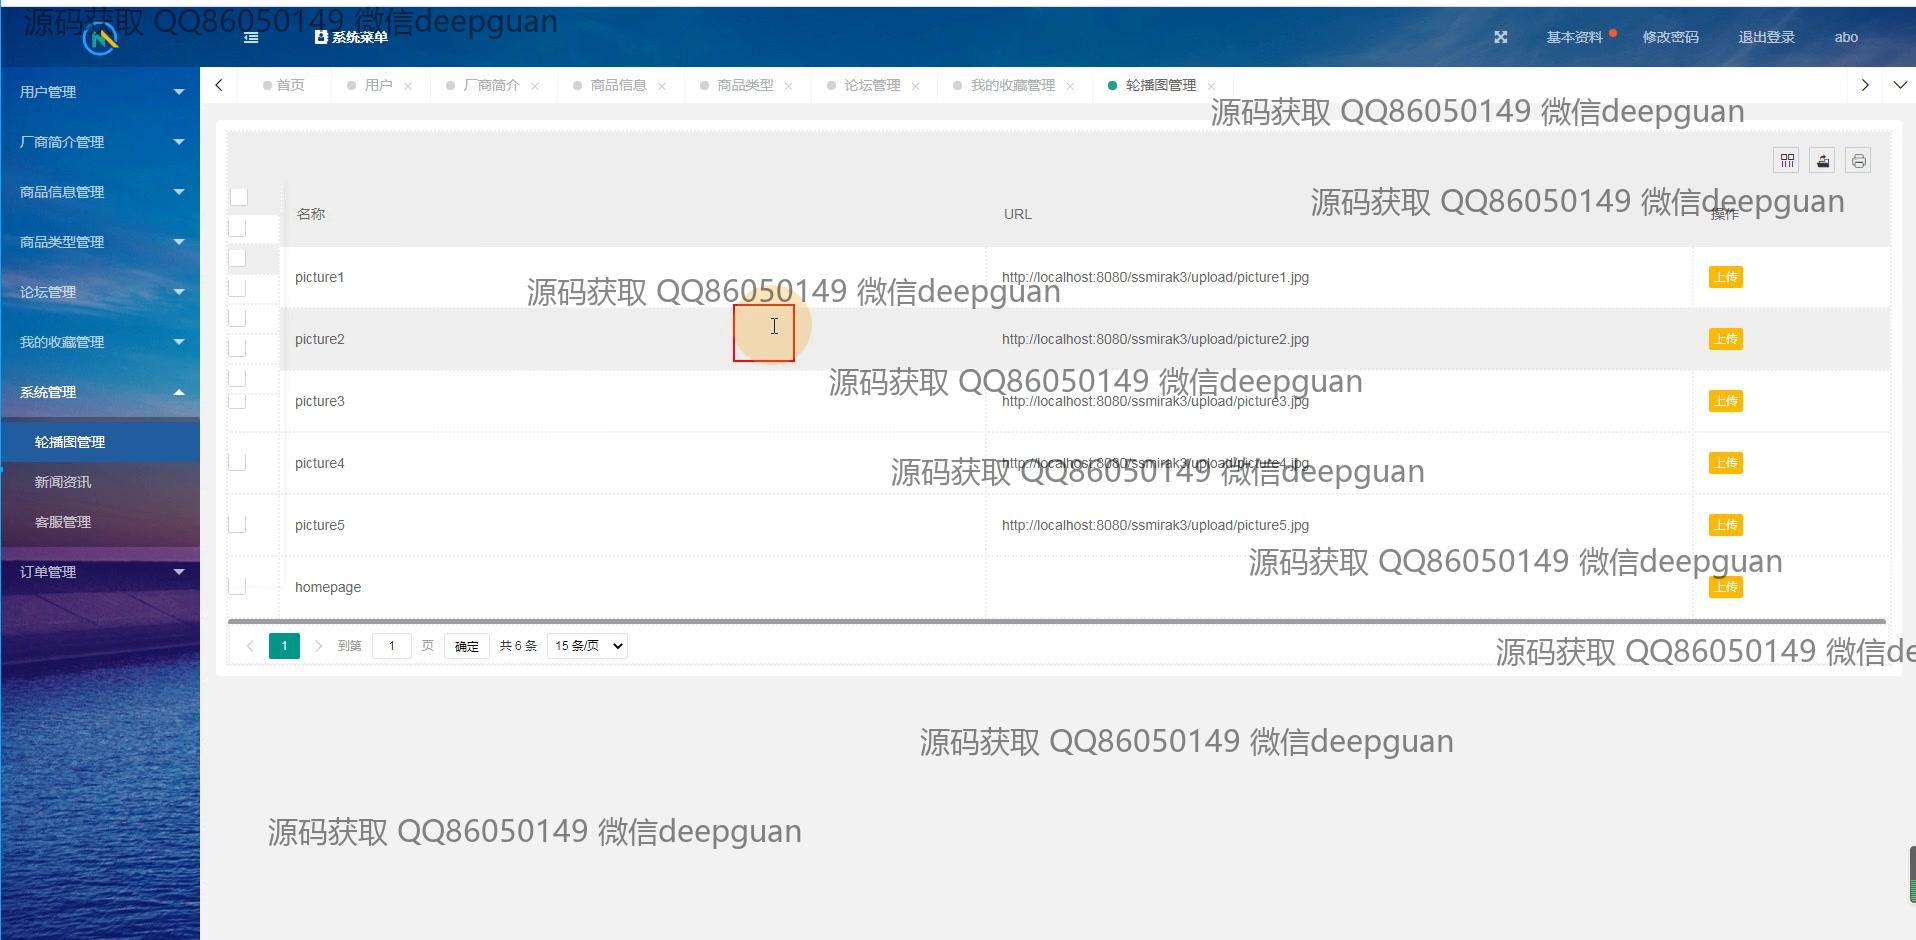 源码获取 QQ86050149 微信deepguan
系统菜单
基本资料
修改密码
退出登录
abo
用户管理
厂商简介管理
商品信息管理
商品类型管理
论坛管理
我的收藏管理
系统管理
轮播图管理
新闻资讯
客服管理
订单管理
首页
用户
厂商简介
商品信息
商品类型
论坛管理
我的收藏管理
轮播图管理
源码获取 QQ86050149 微信deepguan
源码获取 QQ86050149 微信deepguan
名称 URL 操作
源码获取 QQ86050149 微信deepguan
picture1 http://localhost:8080/ssmirak3/upload/picture1.jpg 上传
picture2 http://localhost:8080/ssmirak3/upload/picture2.jpg 上传
源码获取 QQ86050149 微信deepguan
picture3 http://localhost:8080/ssmirak3/upload/picture3.jpg 上传
picture4 http://localhost:8080/ssmirak3/upload/picture4.jpg 上传
源码获取 QQ86050149 微信deepguan
picture5 http://localhost:8080/ssmirak3/upload/picture5.jpg 上传
源码获取 QQ86050149 微信deepguan
homepage 上传
1 到第 1 页 确定 共 6 条 15 条/页
源码获取 QQ86050149 微信de
源码获取 QQ86050149 微信deepguan
源码获取 QQ86050149 微信deepguan